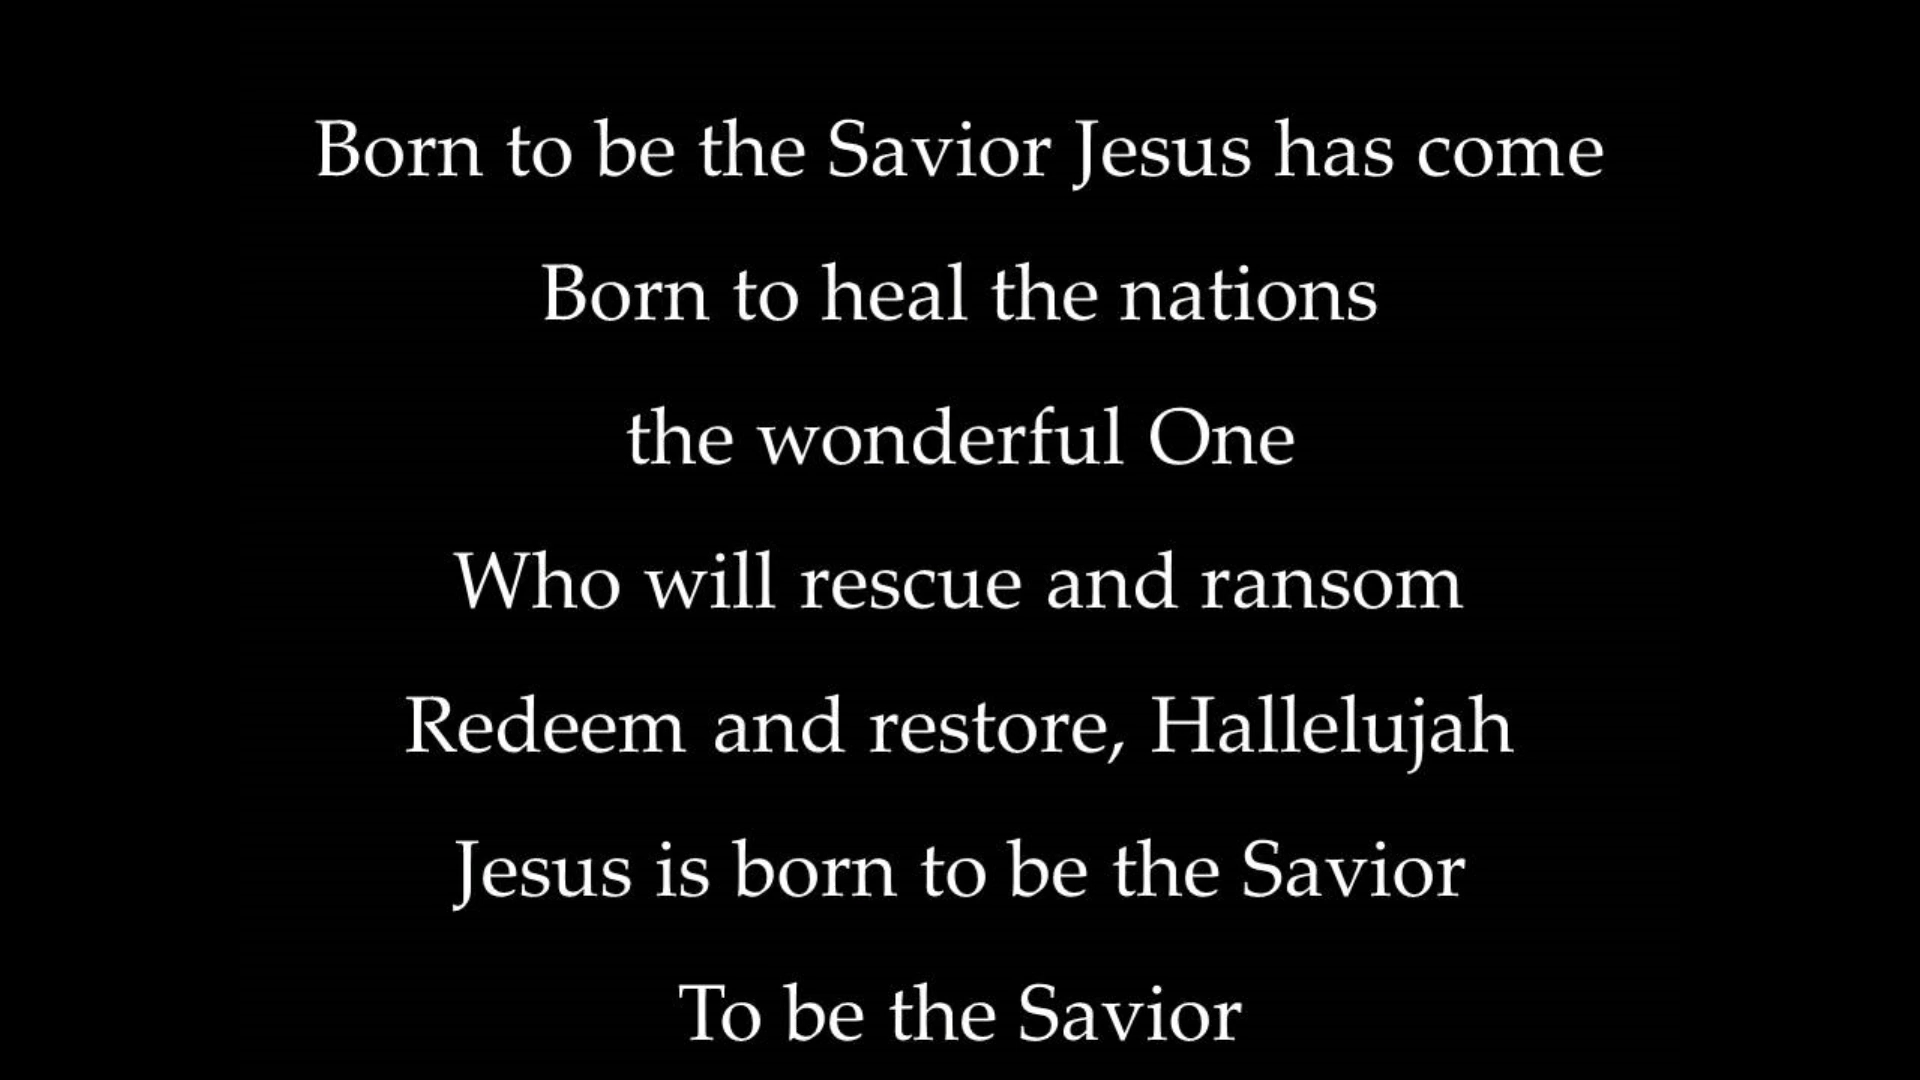 Born to be the Savior Jesus has come
Born to heal the nations
the wonderful One
Who will rescue and ransom
Redeem and restore, Hallelujah
Jesus is born to be the Savior
To be the Savior